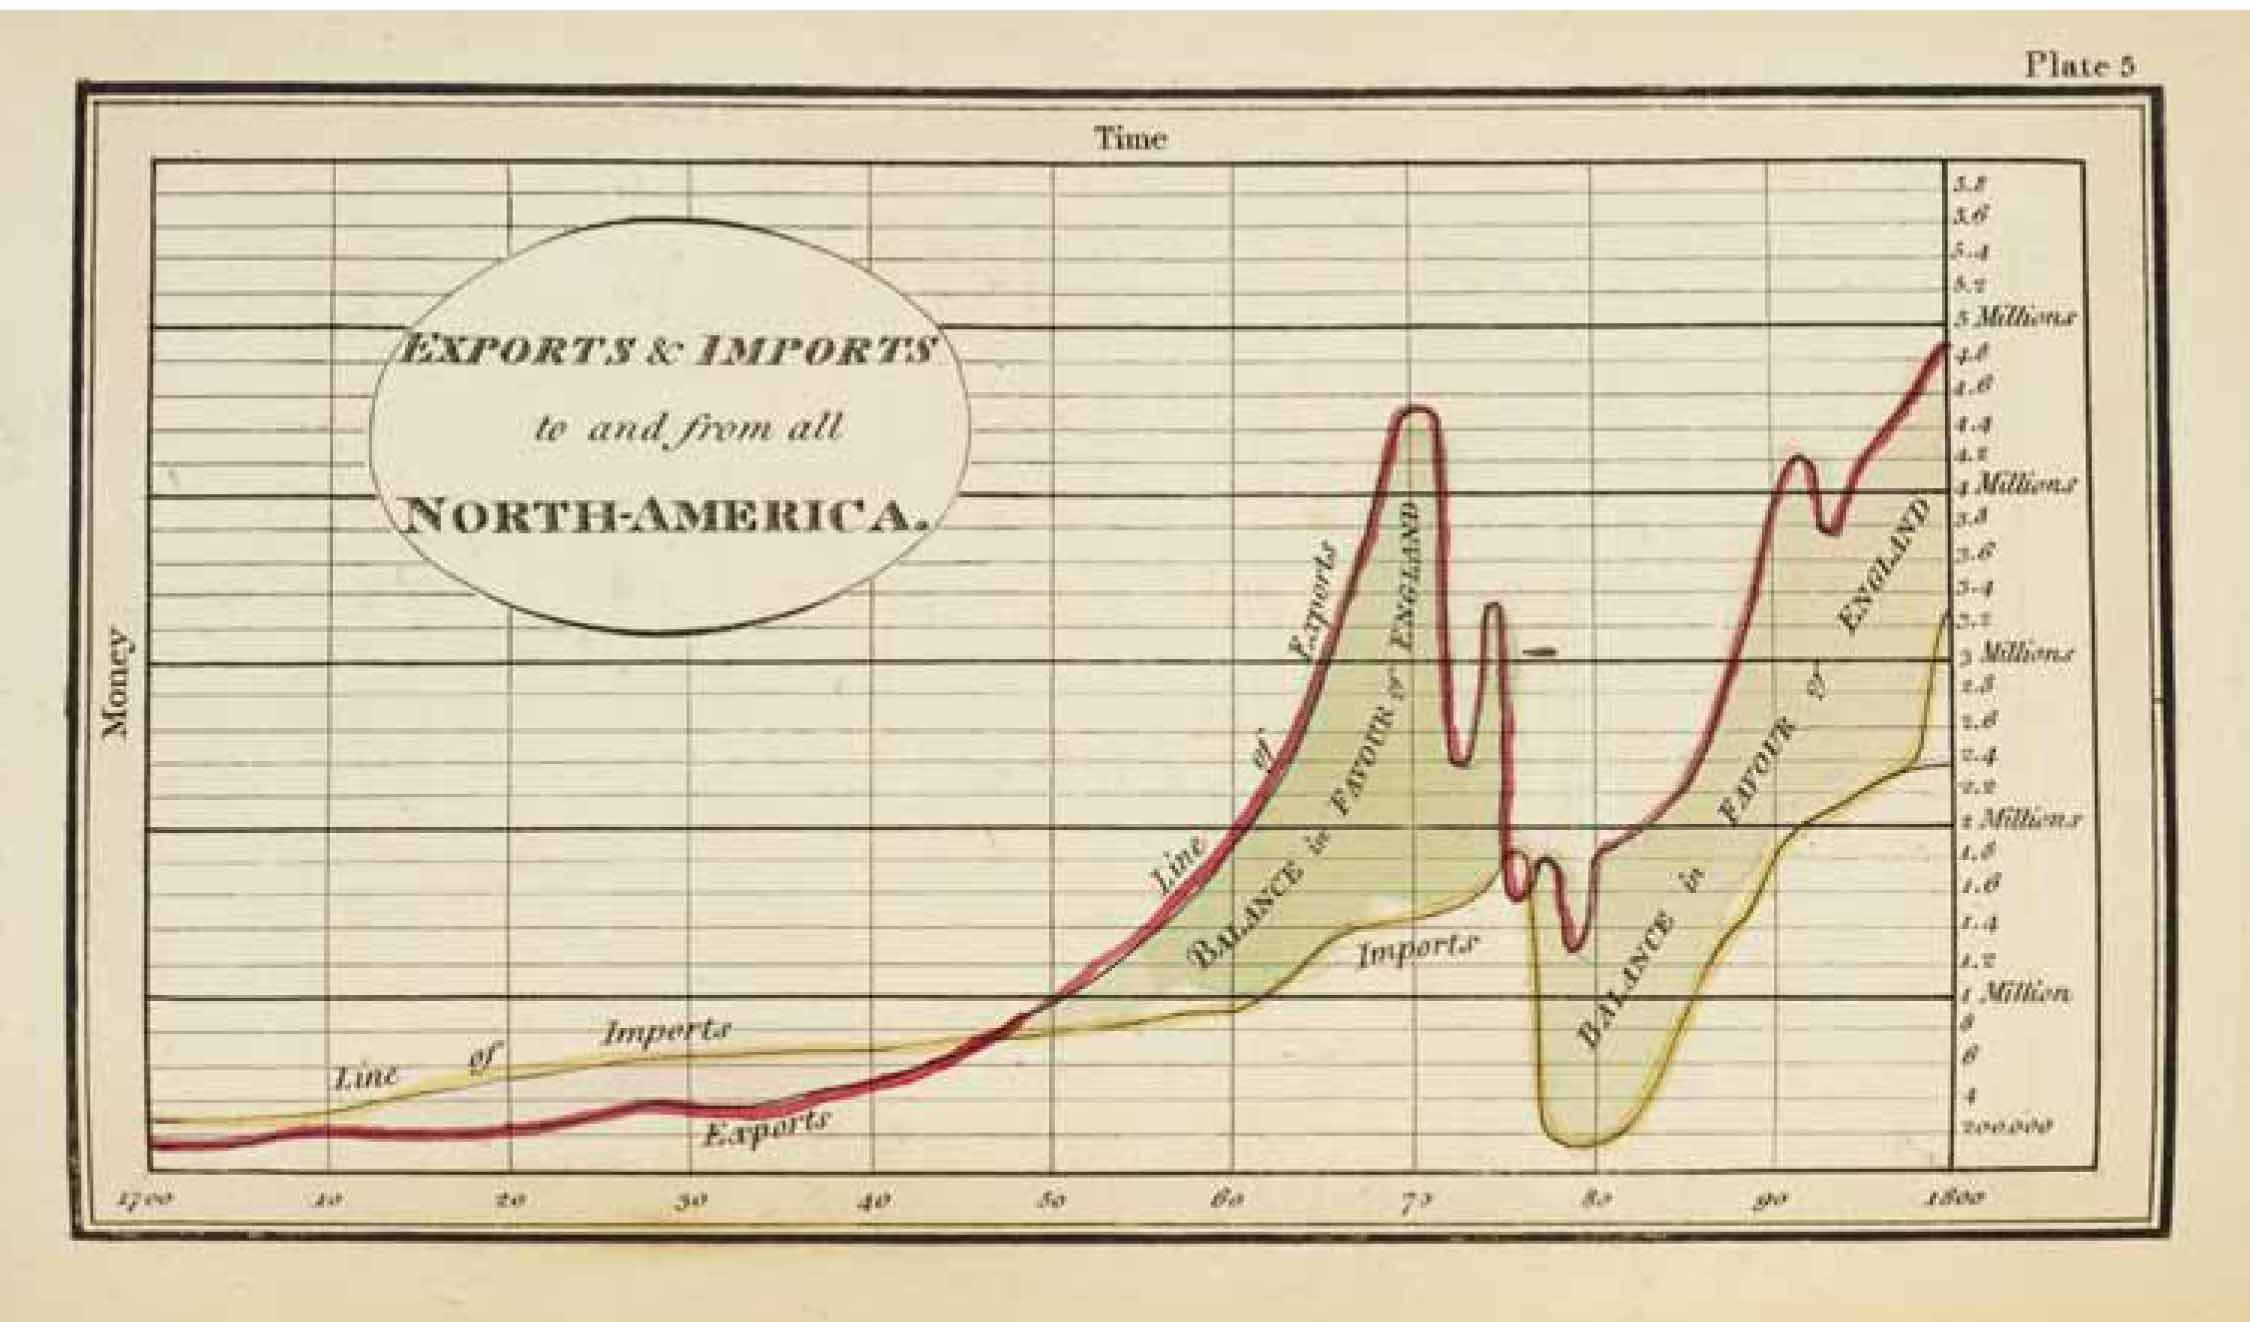 Plate 5
Time
EXPORTS & IMPORTS
to and from all
NORTH-AMERICA.
Money
5.8
5.6
5.4
5.2
5 Millions
4.8
4.6
4.4
4.2
4 Millions
3.8
3.6
3.4
3.2
3 Millions
2.8
2.6
2.4
2.2
2 Millions
1.8
1.6
1.4
1.2
1 Million
8
6
4
200.000
Line of Exports
BALANCE in FAVOUR of ENGLAND
Imports
BALANCE in FAVOUR of ENGLAND
Line of Imports
Exports
1700 10 20 30 40 50 60 70 80 90 1800